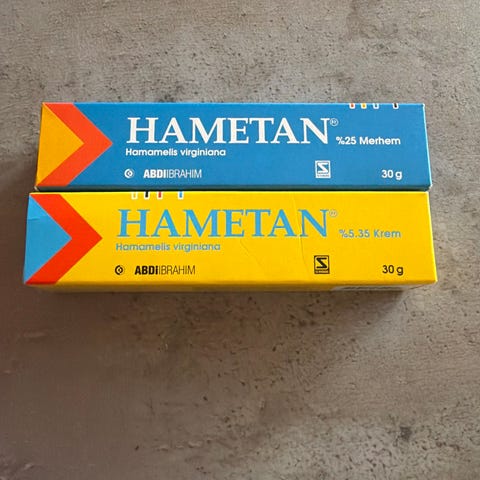 HAMETAN® %25 Merhem
Hamamelis virginiana
ABDIIBRAHIM 30 g
HAMETAN® %5.35 Krem
Hamamelis virginiana
ABDIIBRAHIM 30 g